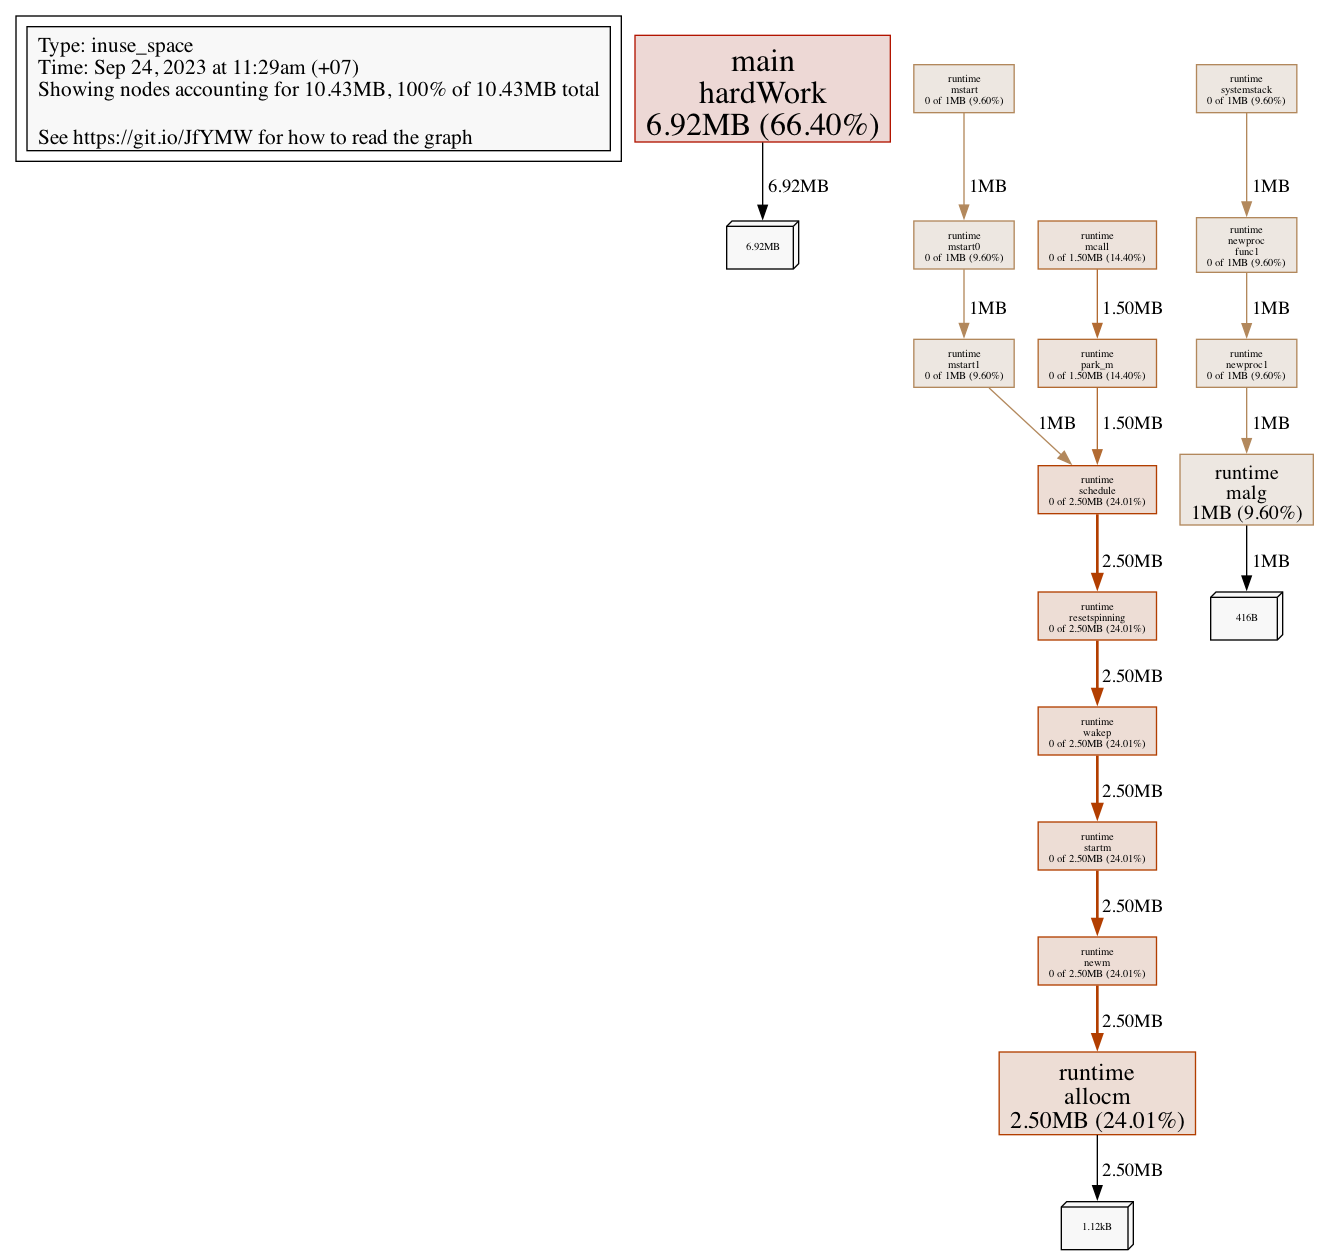 Type: inuse_space
Time: Sep 24, 2023 at 11:29am (+07)
Showing nodes accounting for 10.43MB, 100% of 10.43MB total
See https://git.io/JfYMW for how to read the graph
main
hardWork
6.92MB (66.40%)
6.92MB
6.92MB
runtime
mstart
0 of 1MB (9.60%)
1MB
runtime
mstart0
0 of 1MB (9.60%)
1MB
runtime
mstart1
0 of 1MB (9.60%)
1MB
runtime
mcall
0 of 1.50MB (14.40%)
1.50MB
runtime
park_m
0 of 1.50MB (14.40%)
1.50MB
runtime
schedule
0 of 2.50MB (24.01%)
2.50MB
runtime
resetspinning
0 of 2.50MB (24.01%)
2.50MB
runtime
wakep
0 of 2.50MB (24.01%)
2.50MB
runtime
startm
0 of 2.50MB (24.01%)
2.50MB
runtime
newm
0 of 2.50MB (24.01%)
2.50MB
runtime
allocm
2.50MB (24.01%)
2.50MB
1.12kB
runtime
systemstack
0 of 1MB (9.60%)
1MB
runtime
newproc
func1
0 of 1MB (9.60%)
1MB
runtime
newproc1
0 of 1MB (9.60%)
1MB
runtime
malg
1MB (9.60%)
1MB
416B